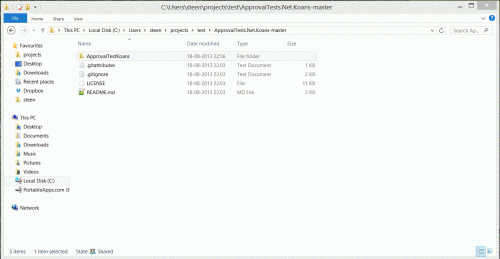 C:\Users\steen\projects\test\ApprovalTests.Net.Koans-master
File Home Share View
This PC Local Disk (C:) Users steen projects test ApprovalTests.Net.Koans-master Search Ap...
Favourites
projects
Desktop
Downloads
Recent places
Dropbox
steen
This PC
Desktop
Documents
Downloads
Music
Pictures
Videos
Local Disk (C:)
PortableApps.com (
Network
Name Date modified Type Size
ApprovalTestKoans 18-08-2013 22:56 File folder
.gitattributes 18-08-2013 22:03 Text Document 1 KB
.gitignore 18-08-2013 22:03 Text Document 2 KB
LICENSE 18-08-2013 22:03 File 11 KB
README.md 18-08-2013 22:03 MD File 2 KB
5 items 1 item selected State: Shared